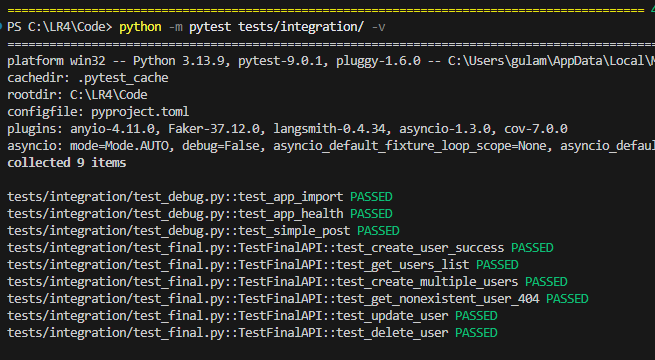 PS C:\LR4\Code> python -m pytest tests/integration/ -v
platform win32 -- Python 3.13.9, pytest-9.0.1, pluggy-1.6.0 -- C:\Users\gulam\AppData\Local\
cachedir: .pytest_cache
rootdir: C:\LR4\Code
configfile: pyproject.toml
plugins: anyio-4.11.0, Faker-37.12.0, langsmith-0.4.34, asyncio-1.3.0, cov-7.0.0
asyncio: mode=Mode.AUTO, debug=False, asyncio_default_fixture_loop_scope=None, asyncio_defaul
collected 9 items
tests/integration/test_debug.py::test_app_import PASSED
tests/integration/test_debug.py::test_app_health PASSED
tests/integration/test_debug.py::test_simple_post PASSED
tests/integration/test_final.py::TestFinalAPI::test_create_user_success PASSED
tests/integration/test_final.py::TestFinalAPI::test_get_users_list PASSED
tests/integration/test_final.py::TestFinalAPI::test_create_multiple_users PASSED
tests/integration/test_final.py::TestFinalAPI::test_get_nonexistent_user_404 PASSED
tests/integration/test_final.py::TestFinalAPI::test_update_user PASSED
tests/integration/test_final.py::TestFinalAPI::test_delete_user PASSED